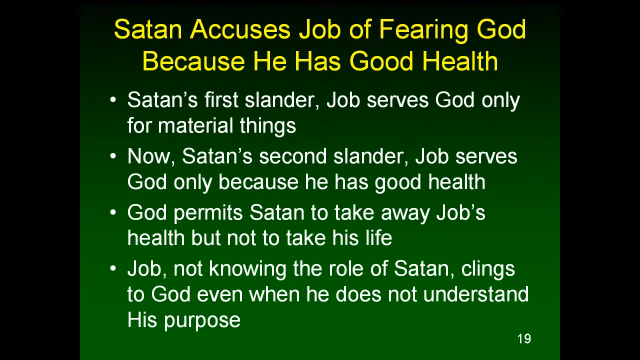 Satan Accuses Job of Fearing God
Because He Has Good Health
• Satan's first slander, Job serves God only
for material things
• Now, Satan's second slander, Job serves
God only because he has good health
• God permits Satan to take away Job's
health but not to take his life
• Job, not knowing the role of Satan, clings
to God even when he does not understand
His purpose
19